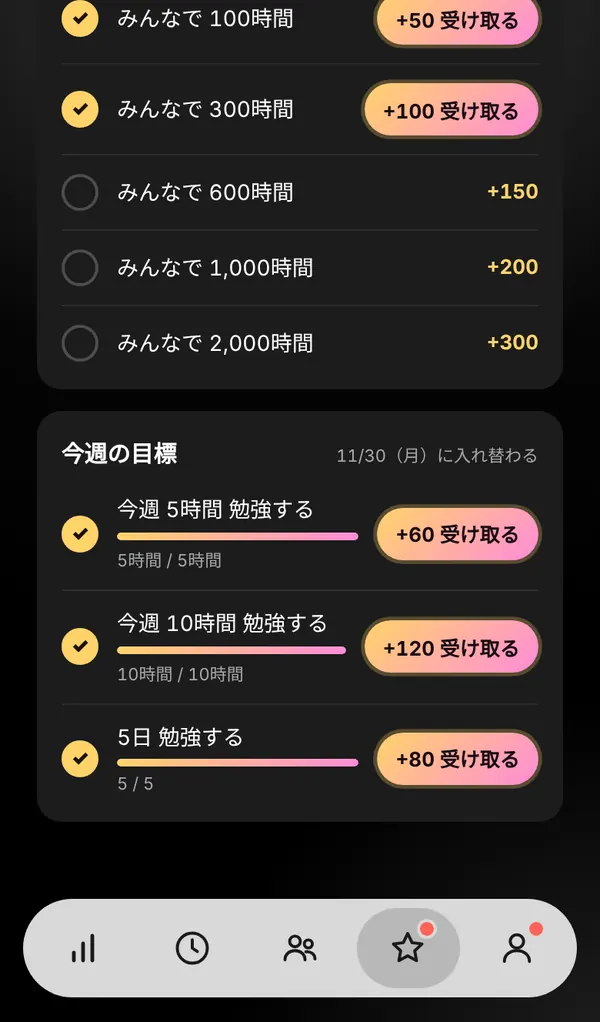 みんなで 100時間
+50 受け取る
みんなで 300時間
+100 受け取る
みんなで 600時間
+150
みんなで 1,000時間
+200
みんなで 2,000時間
+300
今週の目標
11/30（月）に入れ替わる
今週 5時間 勉強する
5時間 / 5時間
+60 受け取る
今週 10時間 勉強する
10時間 / 10時間
+120 受け取る
5日 勉強する
5 / 5
+80 受け取る